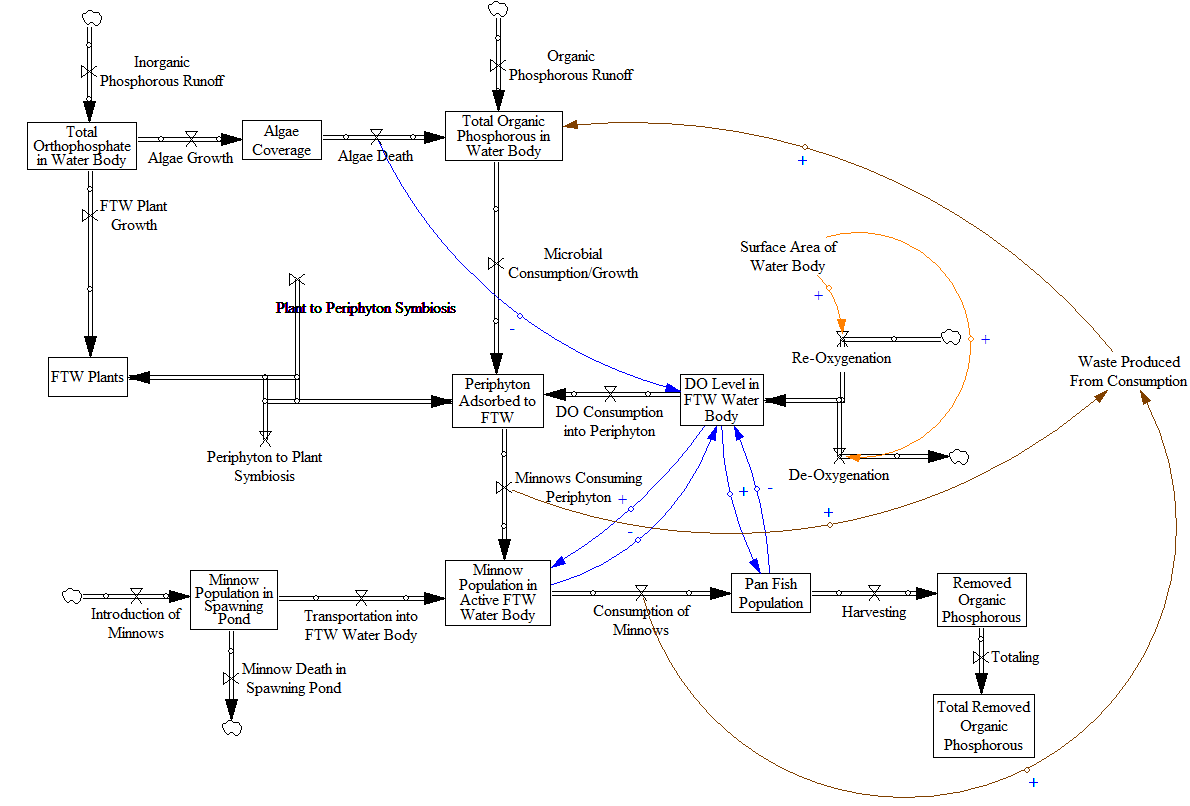 Inorganic
Phosphorous Runoff
Organic
Phosphorous Runoff
Total
Orthophosphate
in Water Body
Algae Growth
Algae
Coverage
Algae Death
Total Organic
Phosphorous in
Water Body
+
FTW Plant
Growth
Microbial
Consumption/Growth
-
Surface Area of
Water Body
+
+
Plant to Periphyton Symbiosis
Re-Oxygenation
Waste Produced
From Consumption
FTW Plants
Periphyton
Adsorbed to
FTW
DO Consumption
into Periphyton
DO Level in
FTW Water
Body
Periphyton to Plant
Symbiosis
De-Oxygenation
Minnows Consuming
Periphyton
+
-
+
-
+
Minnow
Population in
Spawning
Pond
Introduction of
Minnows
Transportation into
FTW Water Body
Minnow
Population in
Active FTW
Water Body
Consumption of
Minnows
Pan Fish
Population
Harvesting
Removed
Organic
Phosphorous
Minnow Death in
Spawning Pond
Totaling
Total Removed
Organic
Phosphorous
+